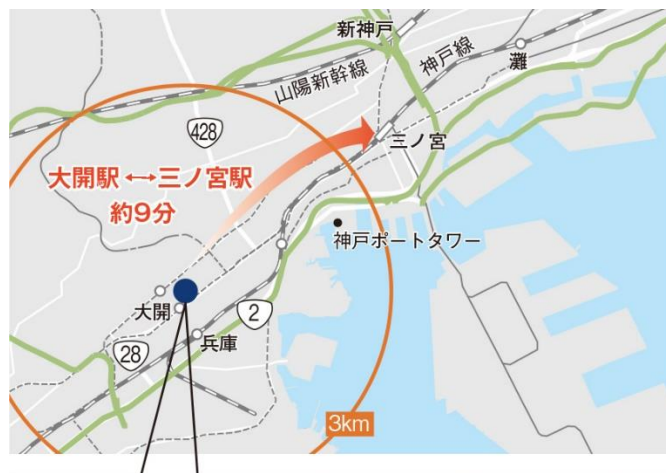 新神戸
神戸線
灘
山陽新幹線
428
三ノ宮
大開駅⟷三ノ宮駅
約9分
神戸ポートタワー
大開
2
兵庫
28
3km